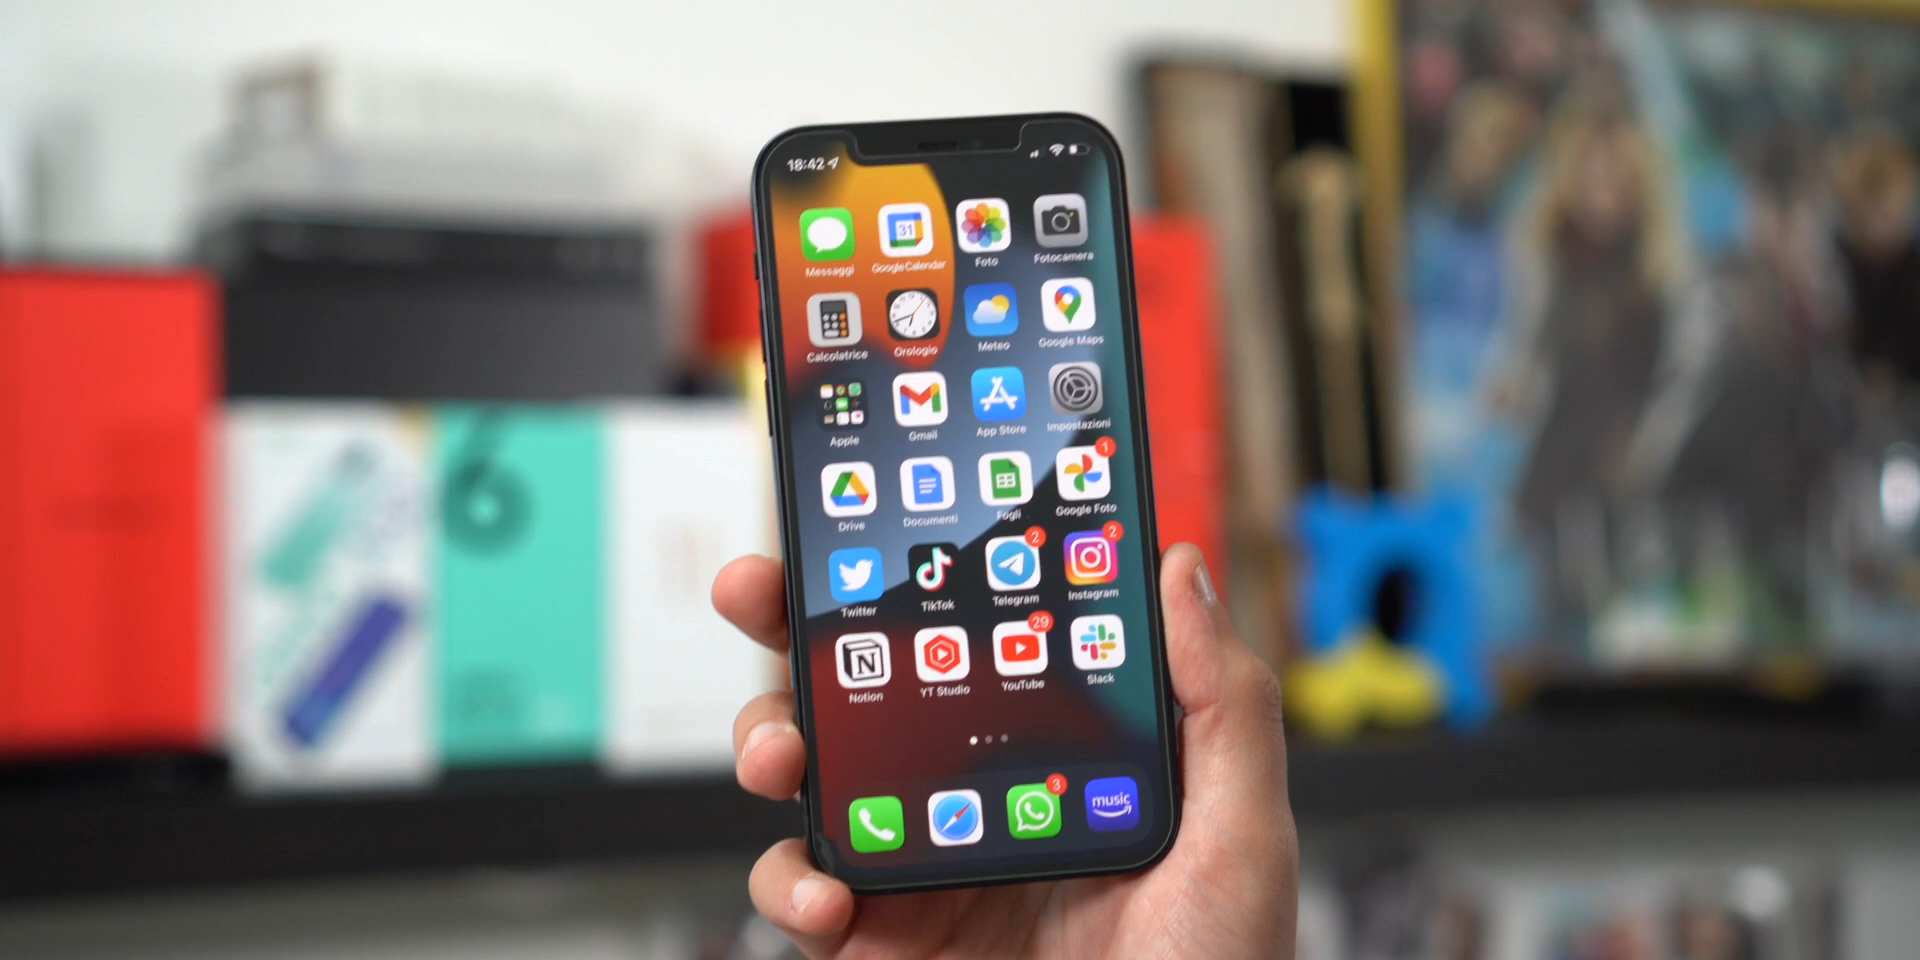 18:42
31
Messaggi
Google Calendar
Foto
Fotocamera
Calcolatrice
Orologio
Meteo
Google Maps
Apple
Gmail
App Store
Impostazioni
1
Drive
Documenti
Fogli
Google Foto
2
2
Twitter
TikTok
Telegram
Instagram
29
N
Notion
YT Studio
YouTube
Slack
3
music
6